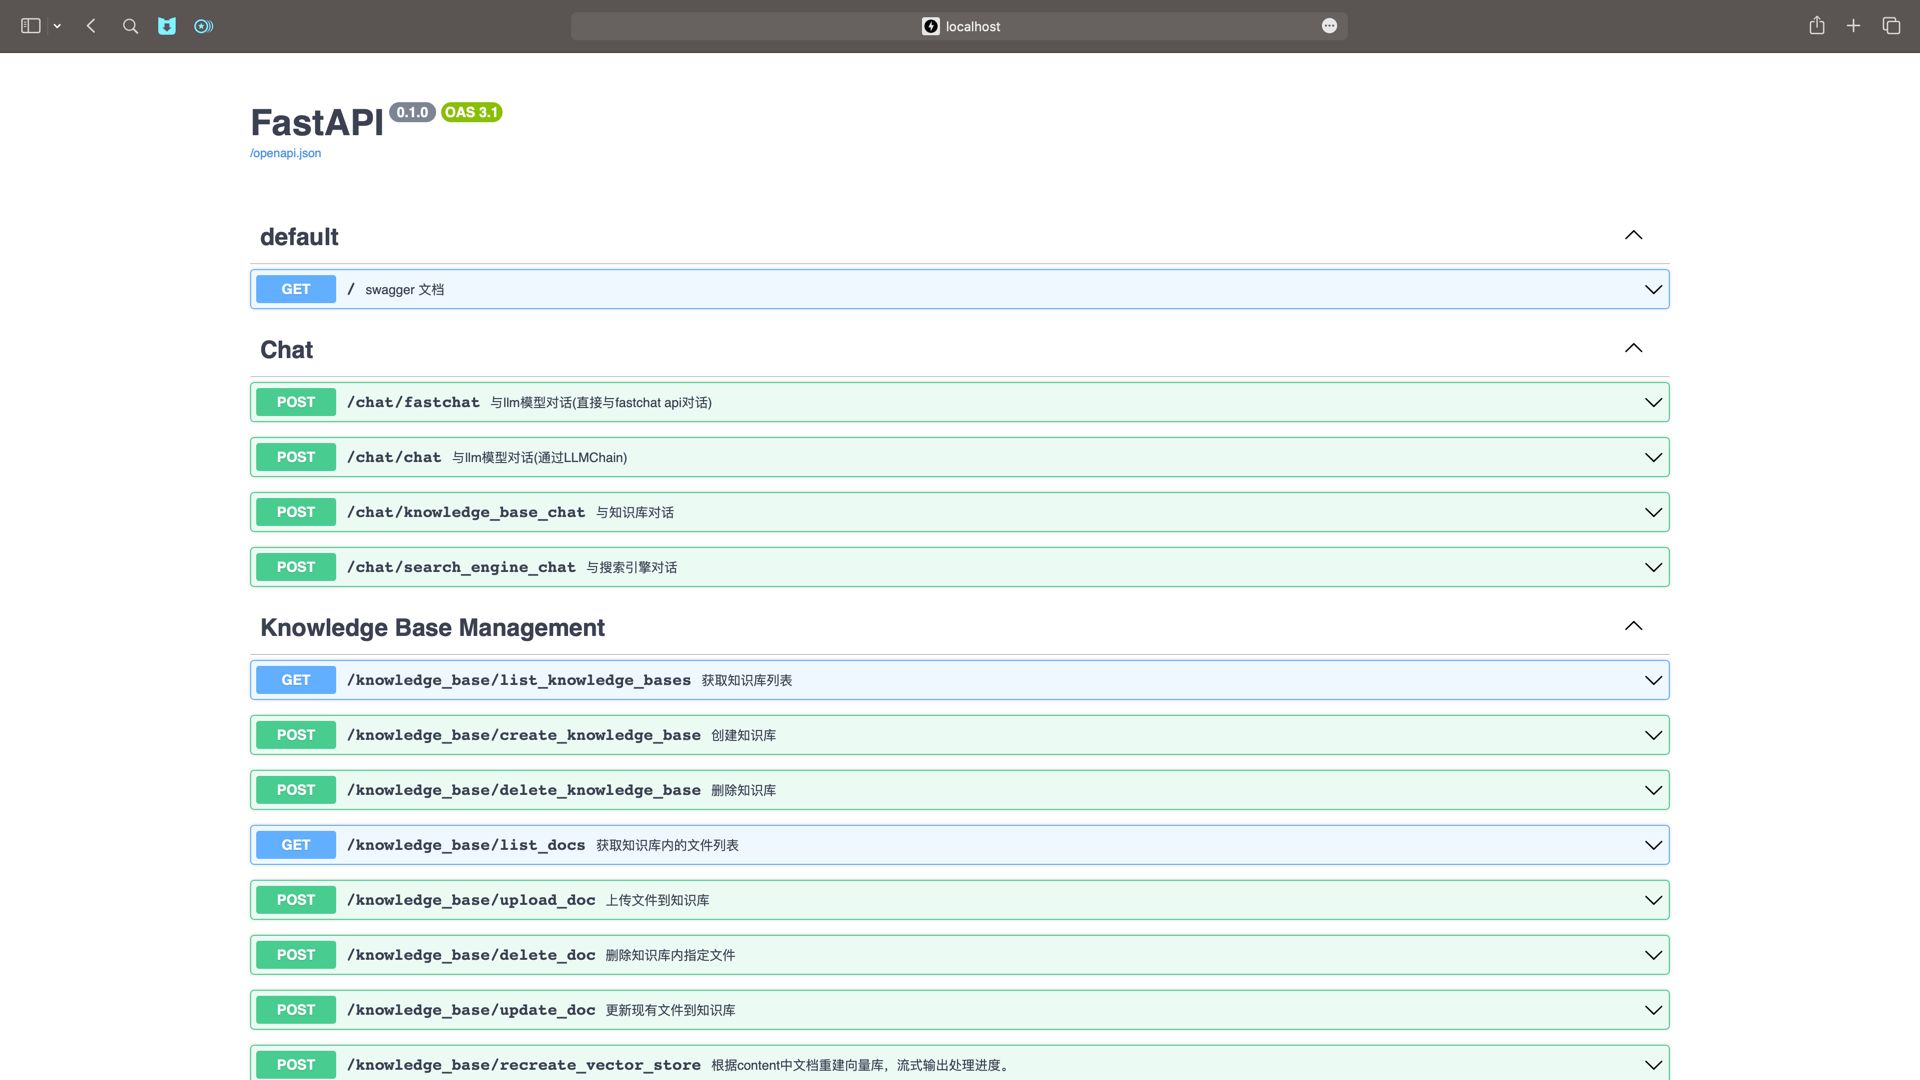 localhost
FastAPI 0.1.0 OAS 3.1
/openapi.json
default
GET / swagger 文档
Chat
POST /chat/fastchat 与llm模型对话(直接与fastchat api对话)
POST /chat/chat 与llm模型对话(通过LLMChain)
POST /chat/knowledge_base_chat 与知识库对话
POST /chat/search_engine_chat 与搜索引擎对话
Knowledge Base Management
GET /knowledge_base/list_knowledge_bases 获取知识库列表
POST /knowledge_base/create_knowledge_base 创建知识库
POST /knowledge_base/delete_knowledge_base 删除知识库
GET /knowledge_base/list_docs 获取知识库内的文件列表
POST /knowledge_base/upload_doc 上传文件到知识库
POST /knowledge_base/delete_doc 删除知识库内指定文件
POST /knowledge_base/update_doc 更新现有文件到知识库
POST /knowledge_base/recreate_vector_store 根据content中文档重建向量库，流式输出处理进度。